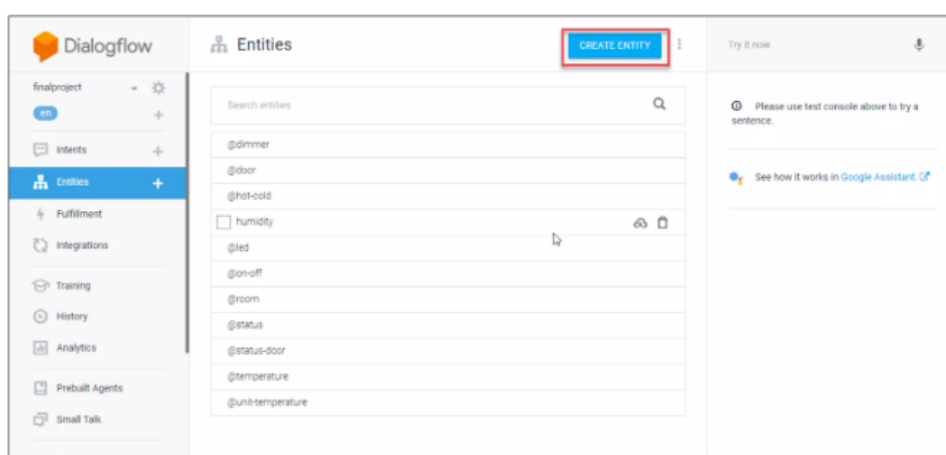 Dialogflow
finalproject
en
Intents
Entities
Fulfillment
Integrations
Training
History
Analytics
Prebuilt Agents
Small Talk
Entities
CREATE ENTITY
Search entities
@dimmer
@door
@hot-cold
humidity
@led
@on-off
@room
@status
@status-door
@temperature
@unit-temperature
Try it now
Please use test console above to try a
sentence.
See how it works in Google Assistant.